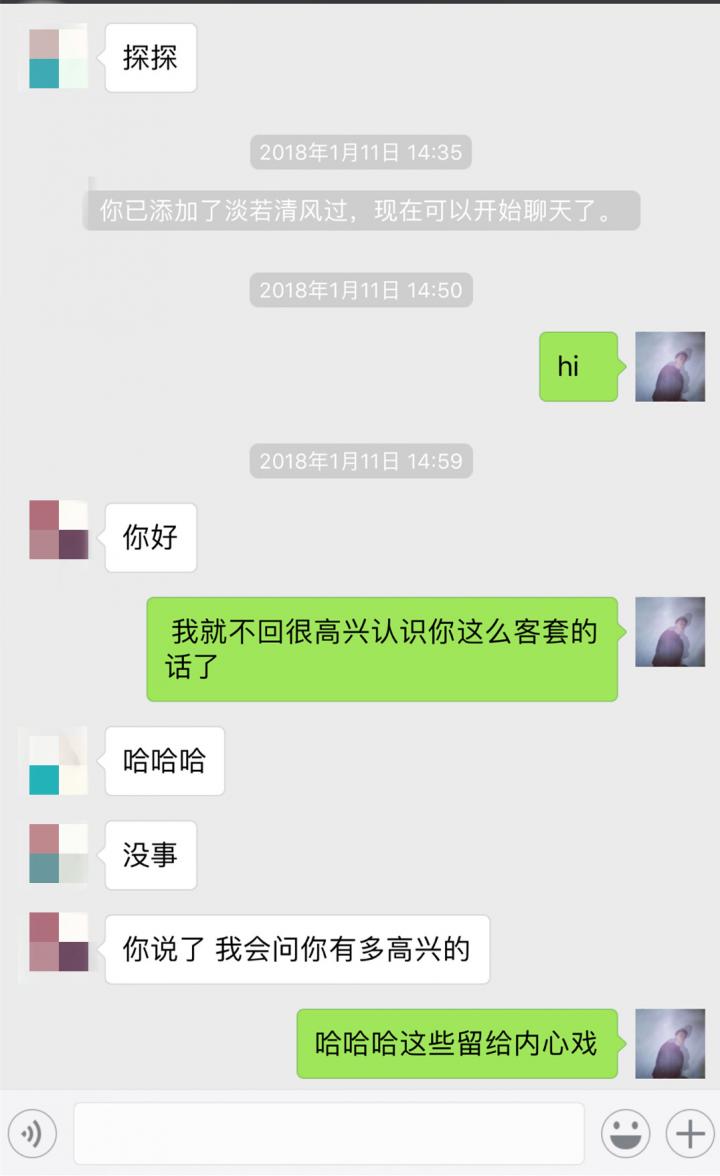 探探
2018年1月11日 14:35
你已添加了淡若清风过，现在可以开始聊天了。
2018年1月11日 14:50
hi
2018年1月11日 14:59
你好
我就不回很高兴认识你这么客套的
话了
哈哈哈
没事
你说了 我会问你有多高兴的
哈哈哈这些留给内心戏